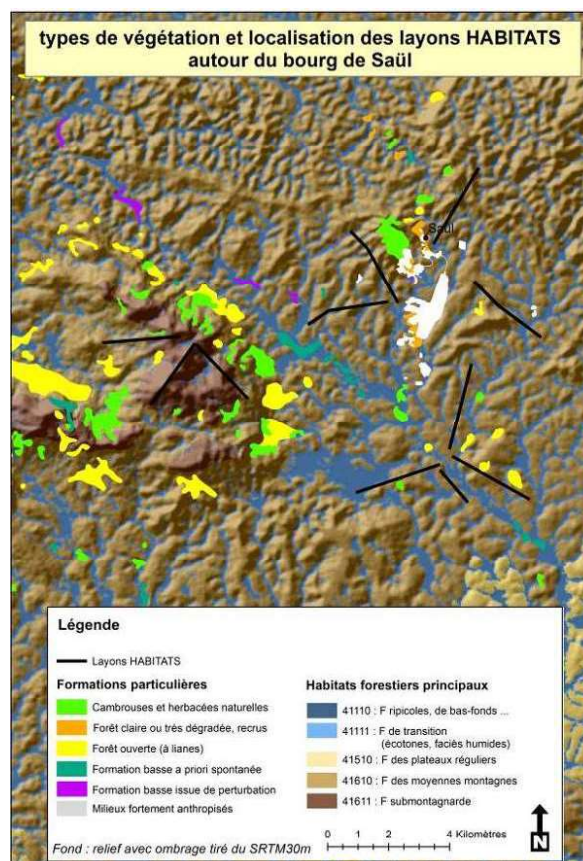 types de végétation et localisation des layons HABITATS
autour du bourg de Saül
Saül
Légende
Layons HABITATS
Formations particulières
Cambrouses et herbacées naturelles
Forêt claire ou très dégradée, recrus
Forêt ouverte (à lianes)
Formation basse a priori spontanée
Formation basse issue de perturbation
Milieux fortement anthropisés
Habitats forestiers principaux
41110 : F ripicoles, de bas-fonds ...
41111 : F de transition
(écotones, faciès humides)
41510 : F des plateaux réguliers
41610 : F des moyennes montagnes
41611 : F submontagnarde
Fond : relief avec ombrage tiré du SRTM30m
0 1 2 4 Kilomètres
N